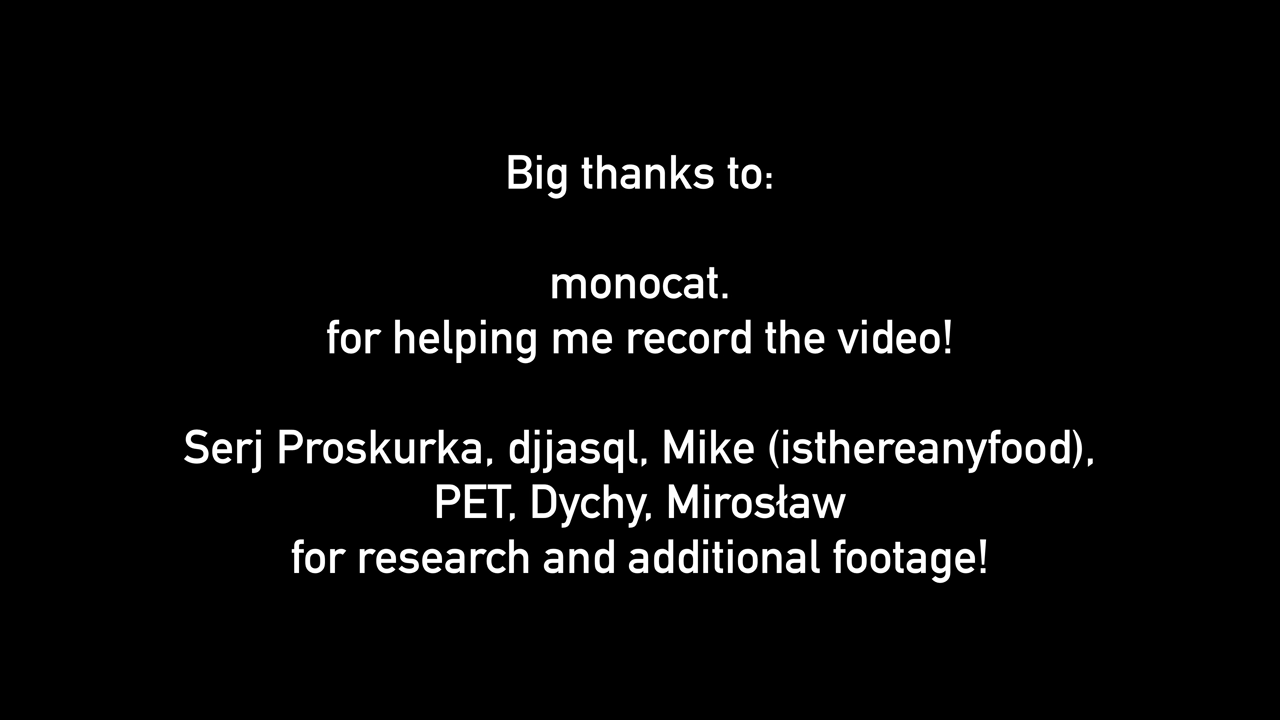 Big thanks to:
monocat.
for helping me record the video!
Serj Proskurka, djjasql, Mike (isthereanyfood),
PET, Dychy, Mirosław
for research and additional footage!